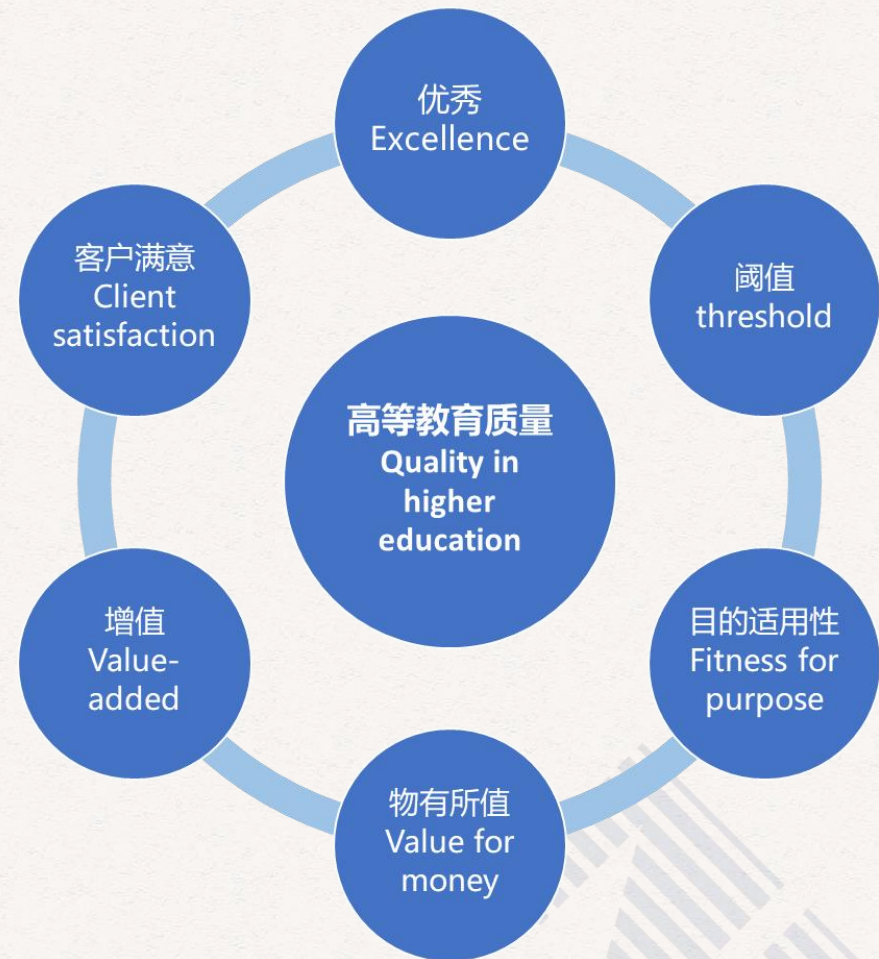 优秀
Excellence
阈值
threshold
目的适用性
Fitness for
purpose
物有所值
Value for
money
增值
Value-
added
客户满意
Client
satisfaction
高等教育质量
Quality in
higher
education